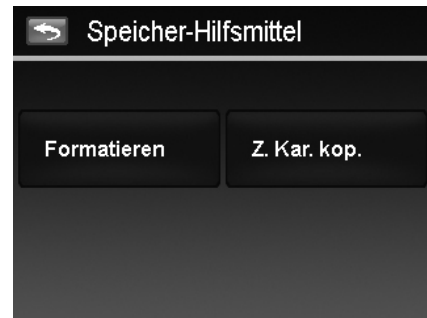 Speicher-Hilfsmittel
Formatieren
Z. Kar. kop.